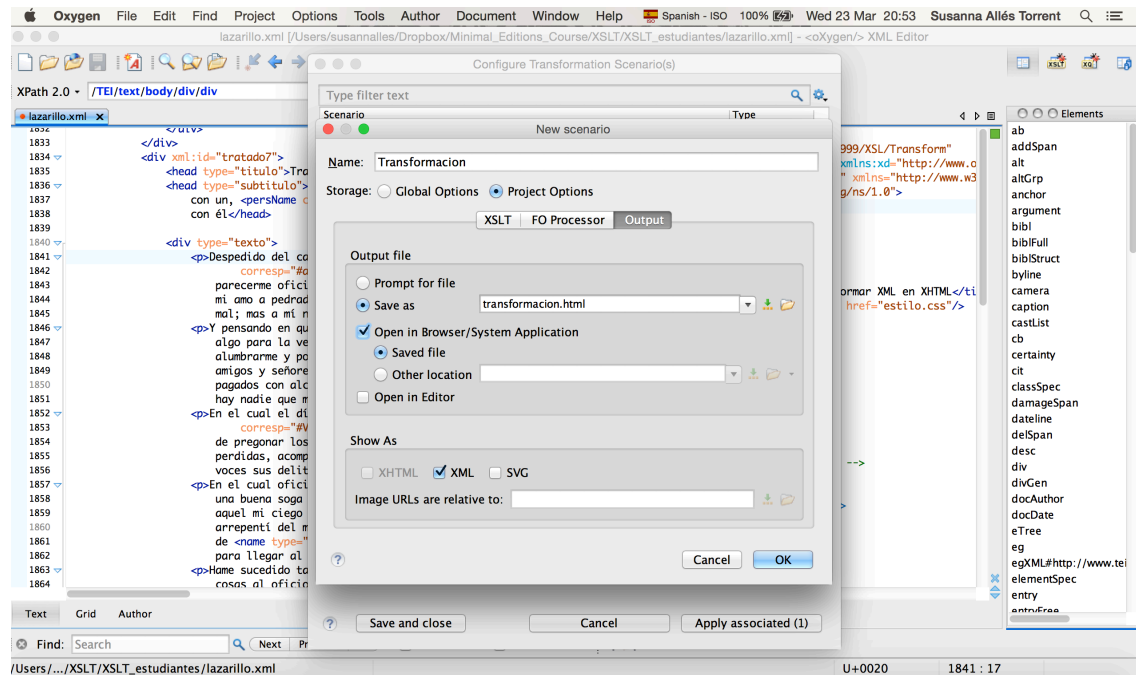 Oxygen File Edit Find Project Options Tools Author Document Window Help Spanish - ISO 100% Wed 23 Mar 20:53 Susanna Allés Torrent
lazarillo.xml [/Users/susannalles/Dropbox/Minimal_Editions_Course/XSLT/XSLT_estudiantes/lazarillo.xml] - <oXygen/> XML Editor
XPath 2.0 /TEI/text/body/div/div
lazarillo.xml
1832 </div>
1833 </div>
1834 <div xml:id="tratado7">
1835 <head type="titulo">Tra
1836 <head type="subtitulo">
1837 con un, <persName c
1838 con él</head>
1839
1840 <div type="texto">
1841 <p>Despedido del ca
1842 corresp="#a
1843 parecerme ofici
1844 mi amo a pedrad
1845 mal; mas a mí n
1846 <p>Y pensando en qu
1847 algo para la ve
1848 alumbrarme y po
1849 amigos y señore
1850 pagados con alc
1851 hay nadie que m
1852 <p>En el cual el dí
1853 corresp="#V
1854 de pregonar los
1855 perdidas, acomp
1856 voces sus delit
1857 <p>En el cual ofici
1858 una buena soga
1859 aquel mi ciego
1860 arrepentí del m
1861 de <name type="
1862 para llegar al
1863 <p>Hame sucedido ta
1864 cosas al oficio
Text Grid Author
Find: Search Next Pr
/Users/.../XSLT/XSLT_estudiantes/lazarillo.xml
U+0020 1841 : 17
Configure Transformation Scenario(s)
Type filter text
Scenario Type
New scenario
Name: Transformacion
Storage: Global Options Project Options
XSLT FO Processor Output
Output file
Prompt for file
Save as transformacion.html
Open in Browser/System Application
Saved file
Other location
Open in Editor
Show As
XHTML XML SVG
Image URLs are relative to:
? Cancel OK
? Save and close Cancel Apply associated (1)
999/XSL/Transform"
xmlns:xd="http://www.o
" xmlns="http://www.w3
g/ns/1.0">
ormar XML en XHTML</ti
href="estilo.css"/>
-->
>
XSLT
XQ
Elements
ab
addSpan
alt
altGrp
anchor
argument
bibl
biblFull
biblStruct
byline
camera
caption
castList
cb
certainty
cit
classSpec
damageSpan
dateline
delSpan
desc
div
divGen
docAuthor
docDate
eTree
eg
egXML#http://www.tei
elementSpec
entry
entryFree